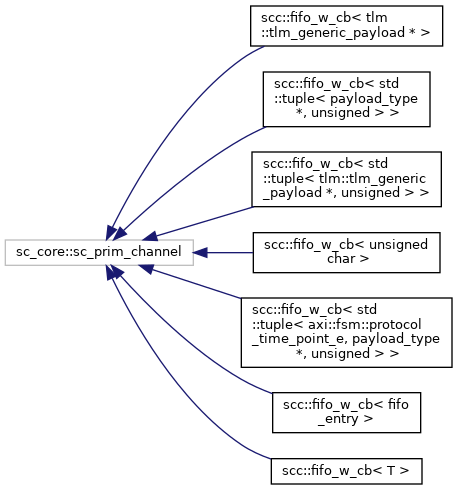 scc::fifo_w_cb< tlm
::tlm_generic_payload * >
scc::fifo_w_cb< std
::tuple< payload_type
*, unsigned > >
scc::fifo_w_cb< std
::tuple< tlm::tlm_generic
_payload *, unsigned > >
sc_core::sc_prim_channel
scc::fifo_w_cb< unsigned
char >
scc::fifo_w_cb< std
::tuple< axi::fsm::protocol
_time_point_e, payload_type
*, unsigned > >
scc::fifo_w_cb< fifo
_entry >
scc::fifo_w_cb< T >